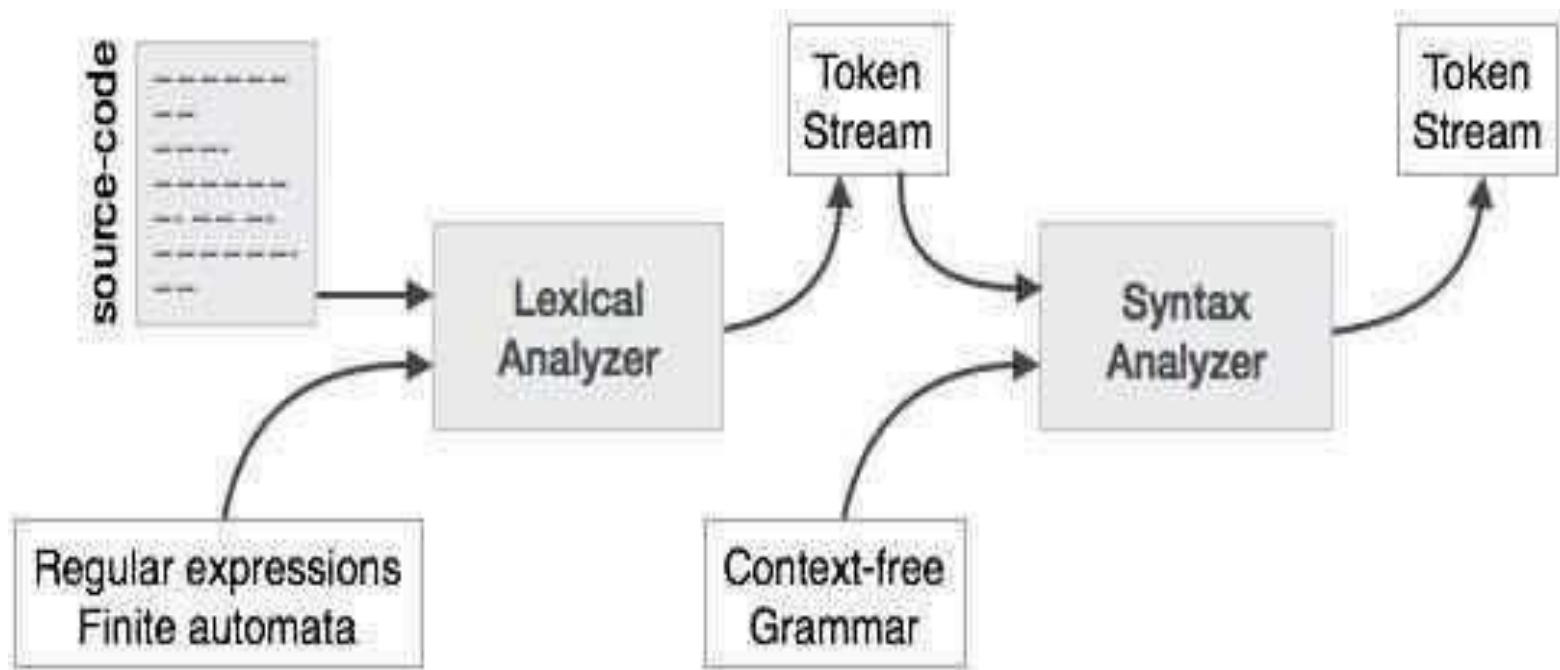 source-code
Token
Stream
Token
Stream
Lexical
Analyzer
Syntax
Analyzer
Regular expressions
Finite automata
Context-free
Grammar